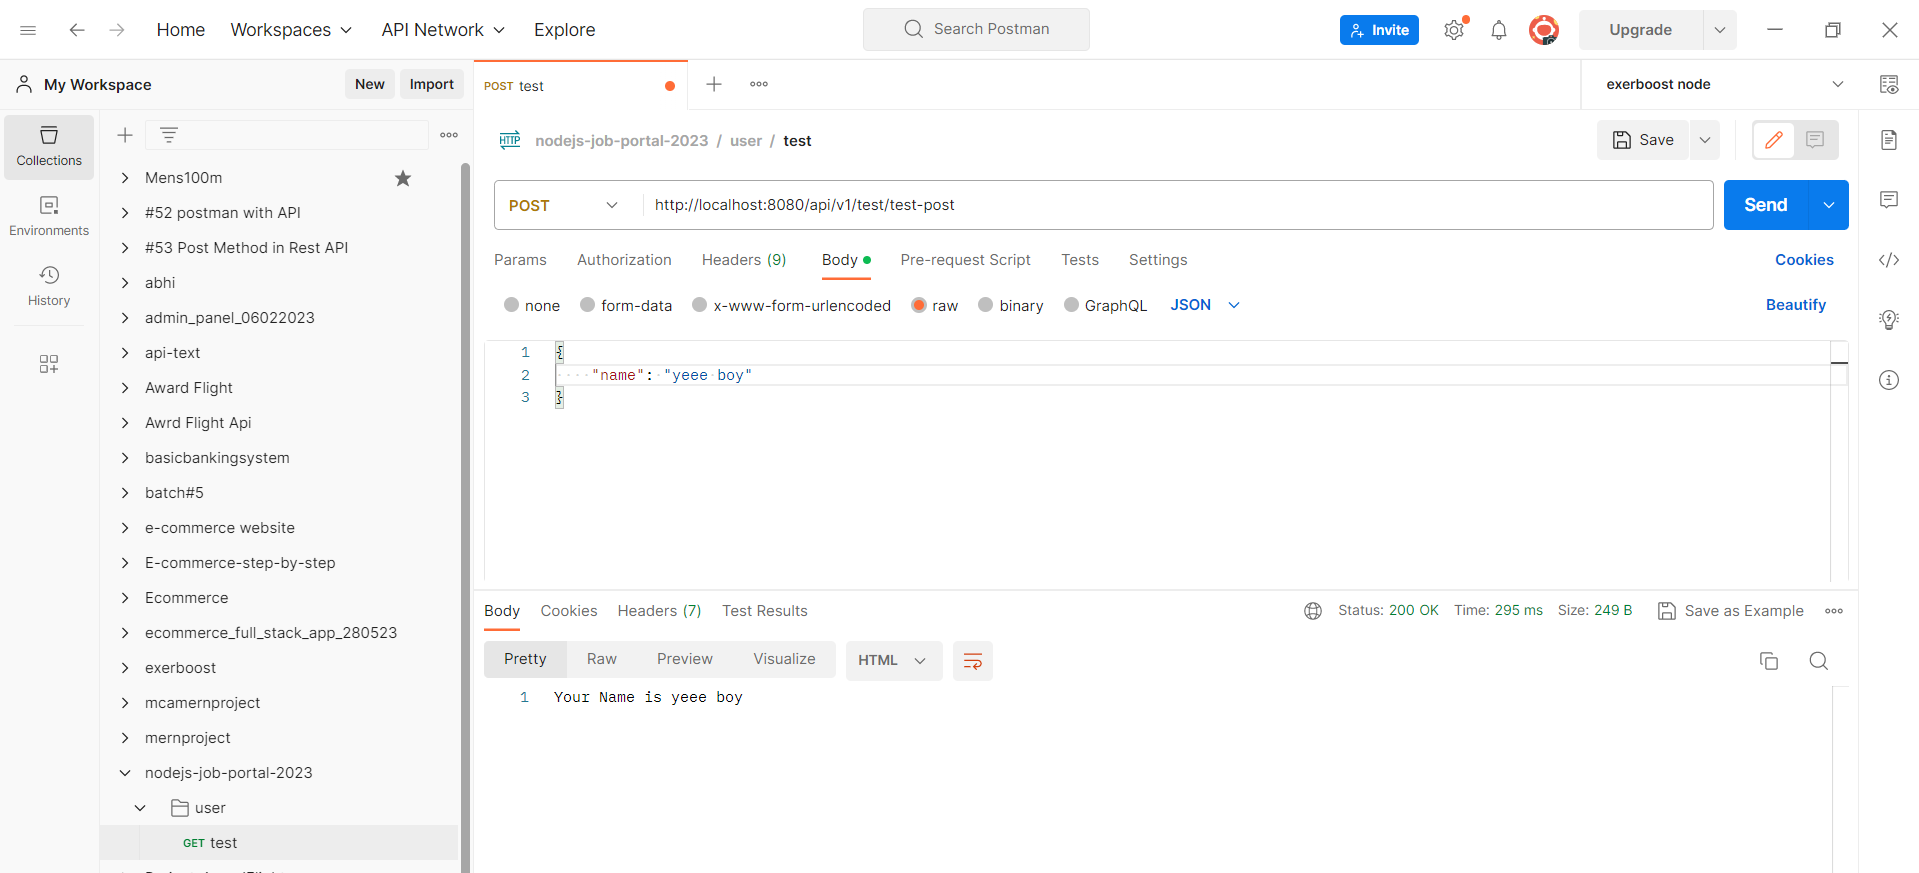 Home Workspaces API Network Explore Search Postman Invite Upgrade
My Workspace New Import POST test exerboost node
Collections
Environments
History
Mens100m
#52 postman with API
#53 Post Method in Rest API
abhi
admin_panel_06022023
api-text
Award Flight
Awrd Flight Api
basicbankingsystem
batch#5
e-commerce website
E-commerce-step-by-step
Ecommerce
ecommerce_full_stack_app_280523
exerboost
mcamernproject
mernproject
nodejs-job-portal-2023
user
GET test
HTTP nodejs-job-portal-2023 / user / test Save
POST http://localhost:8080/api/v1/test/test-post Send
Params Authorization Headers (9) Body Pre-request Script Tests Settings Cookies
none form-data x-www-form-urlencoded raw binary GraphQL JSON Beautify
1 {
2 "name": "yeee boy"
3 }
Body Cookies Headers (7) Test Results Status: 200 OK Time: 295 ms Size: 249 B Save as Example
Pretty Raw Preview Visualize HTML
1 Your Name is yeee boy